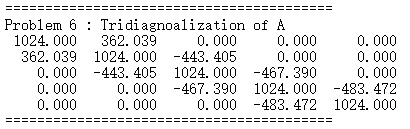 ==========================================
Problem 6 : Tridiagnoalization of A
1024.000 362.039 0.000 0.000 0.000
362.039 1024.000 -443.405 0.000 0.000
0.000 -443.405 1024.000 -467.390 0.000
0.000 0.000 -467.390 1024.000 -483.472
0.000 0.000 0.000 -483.472 1024.000
==========================================